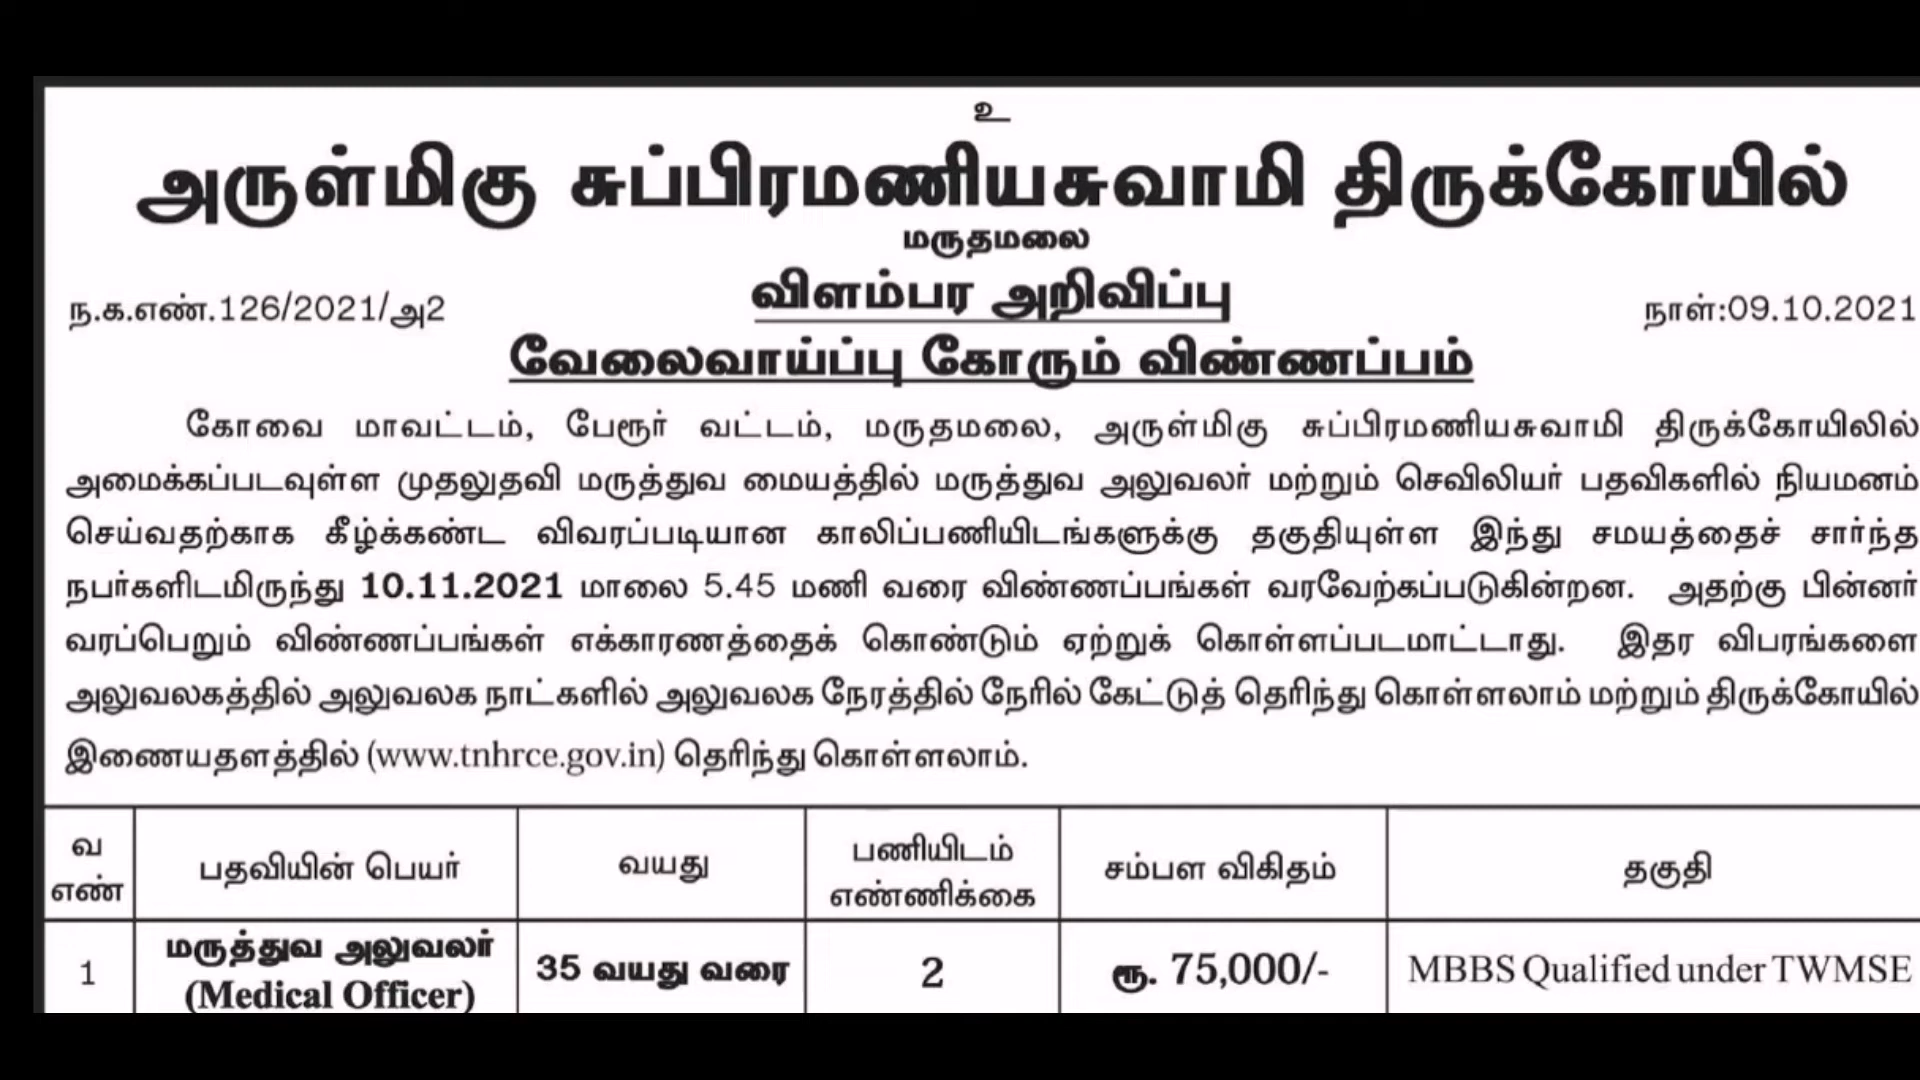 உ
அருள்மிகு சுப்பிரமணியசுவாமி திருக்கோயில்
மருதமலை
விளம்பர அறிவிப்பு
ந.க.எண்.126/2021/அ2
நாள்:09.10.2021
வேலைவாய்ப்பு கோரும் விண்ணப்பம்
கோவை மாவட்டம், பேரூர் வட்டம், மருதமலை, அருள்மிகு சுப்பிரமணியசுவாமி திருக்கோயிலில்
அமைக்கப்படவுள்ள முதலுதவி மருத்துவ மையத்தில் மருத்துவ அலுவலர் மற்றும் செவிலியர் பதவிகளில் நியமனம்
செய்வதற்காக கீழ்க்கண்ட விவரப்படியான காலிப்பணியிடங்களுக்கு தகுதியுள்ள இந்து சமயத்தைச் சார்ந்த
நபர்களிடமிருந்து 10.11.2021 மாலை 5.45 மணி வரை விண்ணப்பங்கள் வரவேற்கப்படுகின்றன. அதற்கு பின்னர்
வரப்பெறும் விண்ணப்பங்கள் எக்காரணத்தைக் கொண்டும் ஏற்றுக் கொள்ளப்படமாட்டாது. இதர விபரங்களை
அலுவலகத்தில் அலுவலக நாட்களில் அலுவலக நேரத்தில் நேரில் கேட்டுத் தெரிந்து கொள்ளலாம் மற்றும் திருக்கோயில்
இணையதளத்தில் (www.tnhrce.gov.in) தெரிந்து கொள்ளலாம்.
வ எண் பதவியின் பெயர் வயது பணியிடம் எண்ணிக்கை சம்பள விகிதம் தகுதி
1 மருத்துவ அலுவலர் (Medical Officer) 35 வயது வரை 2 ரூ. 75,000/- MBBS Qualified under TWMSE